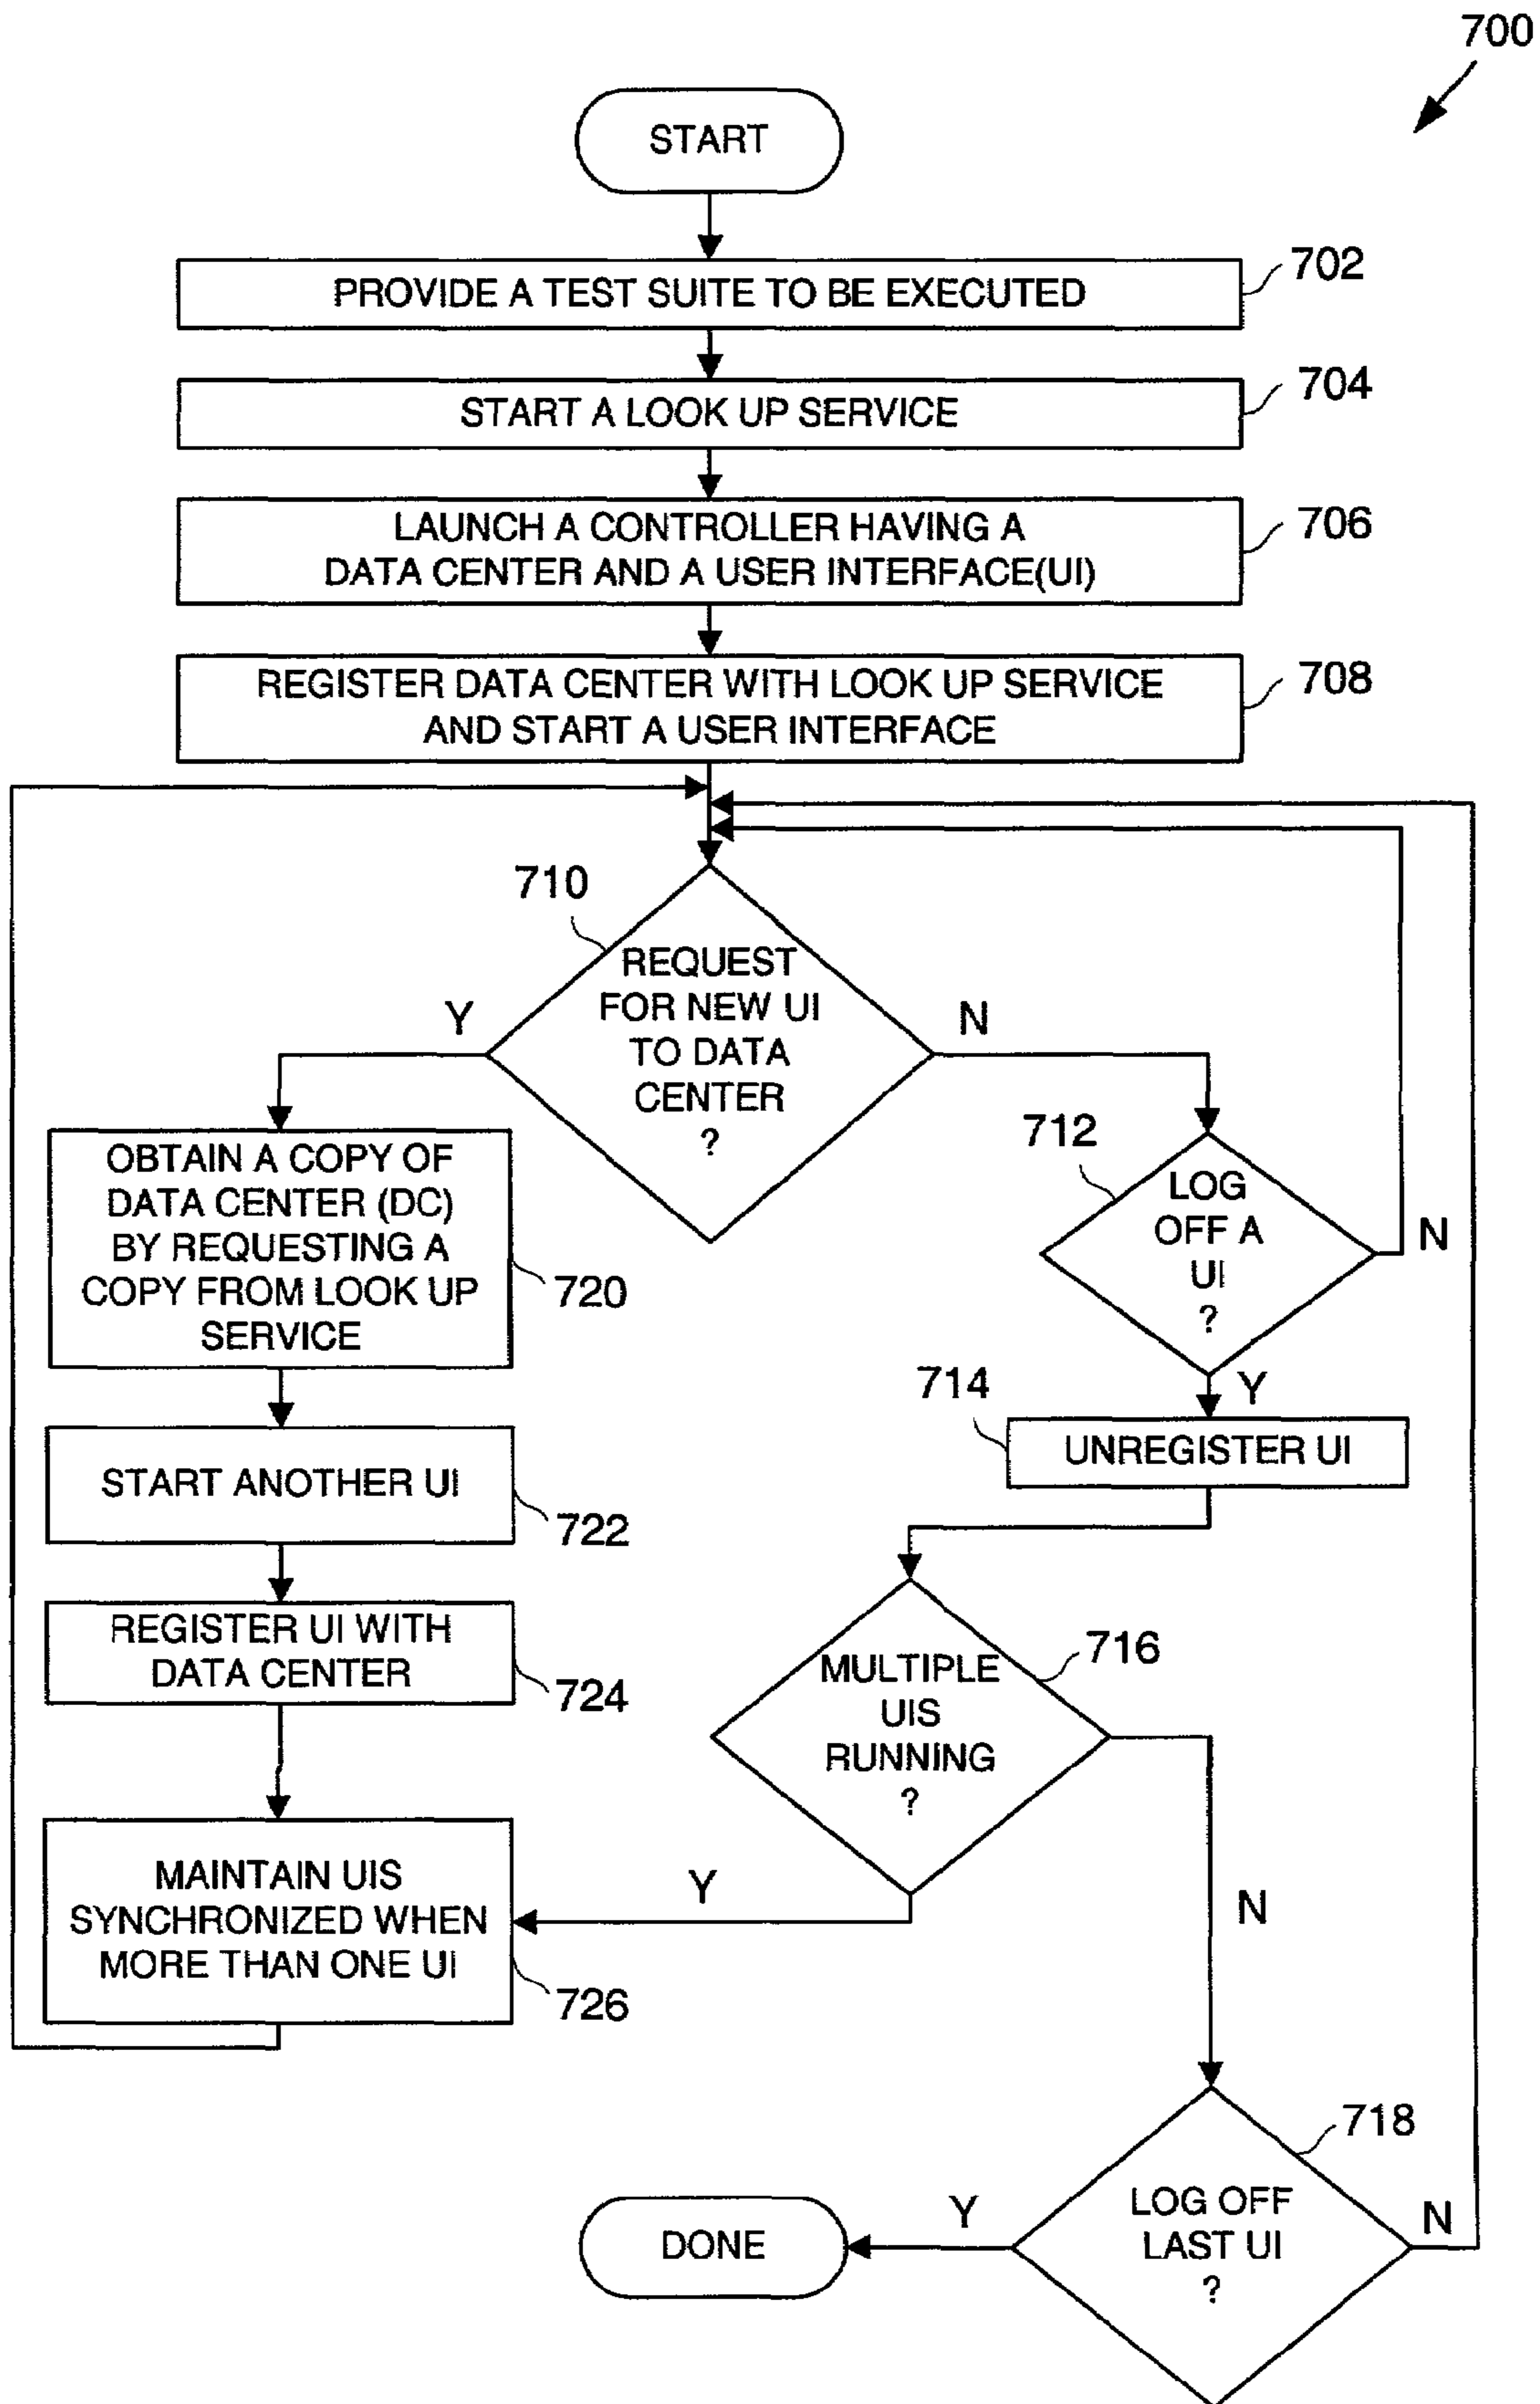 700
START
PROVIDE A TEST SUITE TO BE EXECUTED
702
START A LOOK UP SERVICE
704
LAUNCH A CONTROLLER HAVING A
DATA CENTER AND A USER INTERFACE(UI)
706
REGISTER DATA CENTER WITH LOOK UP SERVICE
AND START A USER INTERFACE
708
710
REQUEST
FOR NEW UI
TO DATA
CENTER
?
Y
N
OBTAIN A COPY OF
DATA CENTER (DC)
BY REQUESTING A
COPY FROM LOOK UP
SERVICE
720
712
LOG
OFF A
UI
?
N
Y
714
UNREGISTER UI
START ANOTHER UI
722
REGISTER UI WITH
DATA CENTER
724
MULTIPLE
UIS
RUNNING
?
716
Y
N
MAINTAIN UIS
SYNCHRONIZED WHEN
MORE THAN ONE UI
726
718
LOG OFF
LAST UI
?
Y
N
DONE